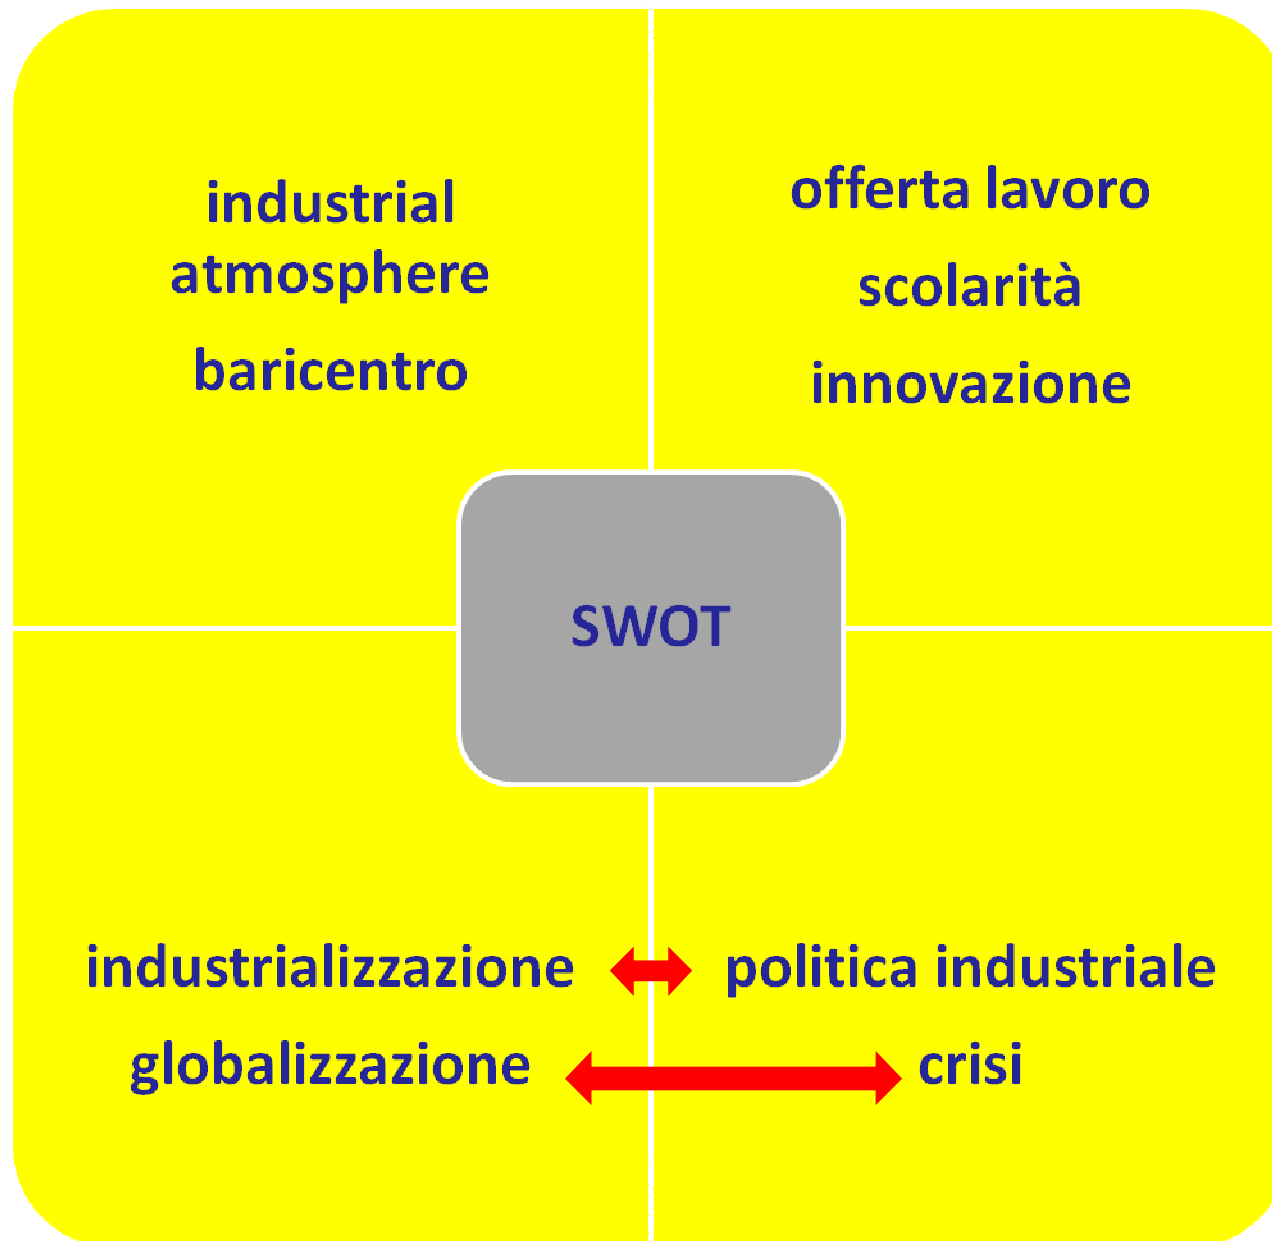 industrial
atmosphere
baricentro
offerta lavoro
scolarità
innovazione
SWOT
industrializzazione
globalizzazione
politica industriale
crisi